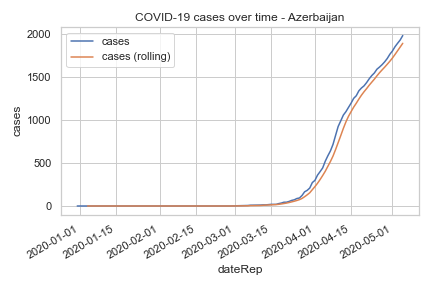 COVID-19 cases over time - Azerbaijan
cases
cases (rolling)
2000
1500
1000
500
0
cases
2020-01-01
2020-01-15
2020-02-01
2020-02-15
2020-03-01
2020-03-15
2020-04-01
2020-04-15
2020-05-01
dateRep